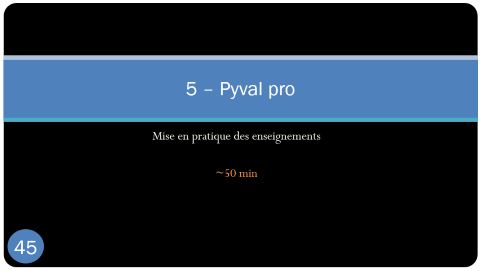 5 – Pyval pro
Mise en pratique des enseignements
~50 min
45